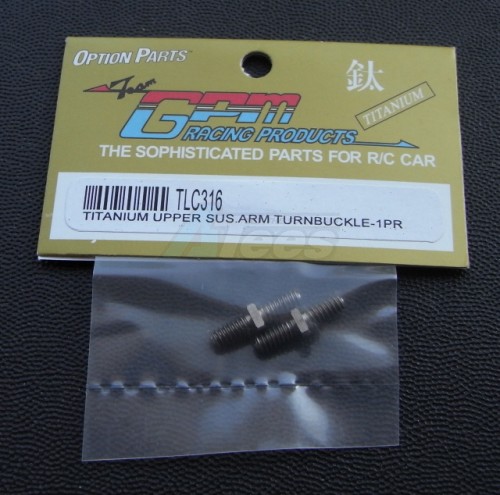 OPTION PARTS
Team
GPM
RACING PRODUCTS
鈦
TITANIUM
THE SOPHISTICATED PARTS FOR R/C CAR
TLC316
TITANIUM UPPER SUS.ARM TURNBUCKLE-1PR
ATees